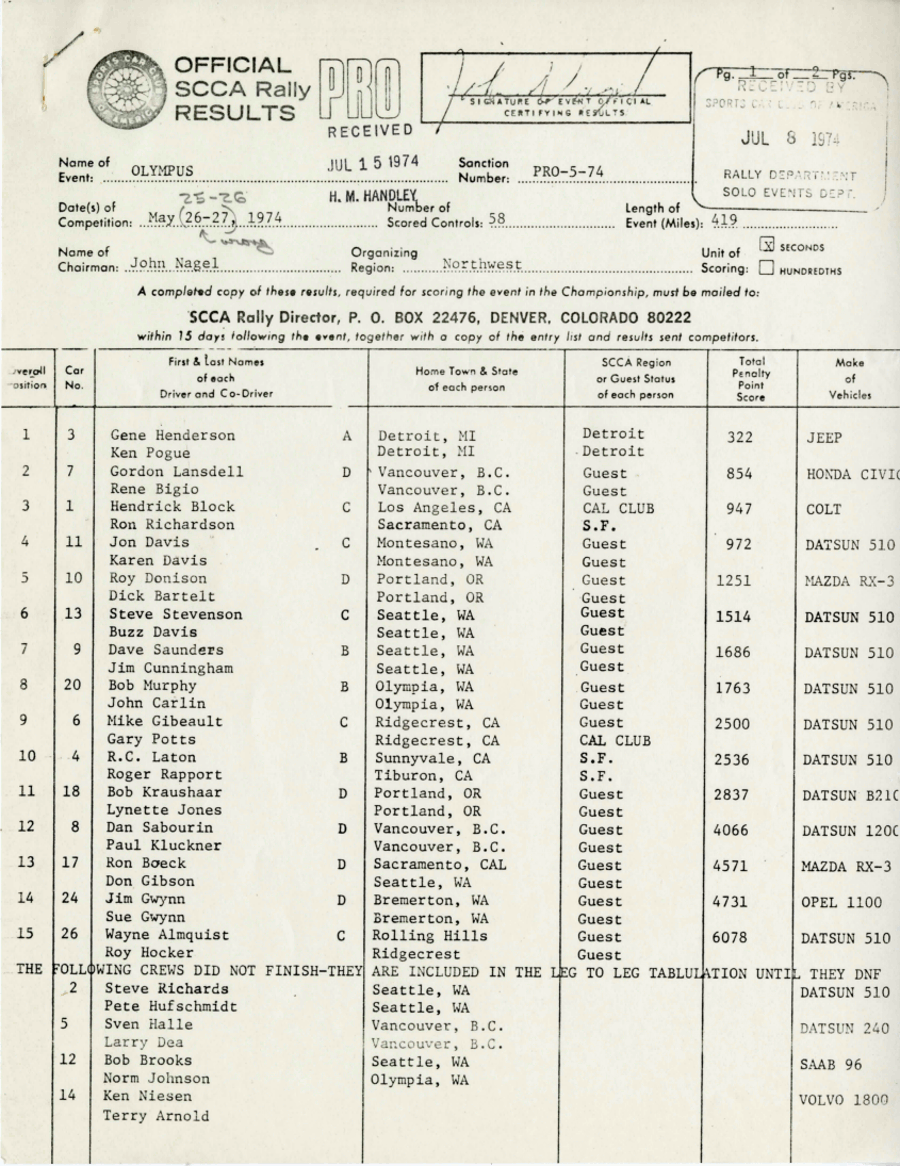 OFFICIAL
SCCA Rally
RESULTS
PRO
RECEIVED
JUL 15 1974
H. M. HANDLEY
SIGNATURE OF EVENT OFFICIAL
CERTIFYING RESULTS
Pg. 1 of 2 Pgs.
RECEIVED BY
SPORTS CAR CLUB OF AMERICA
JUL 8 1974
RALLY DEPARTMENT
SOLO EVENTS DEPT.
Name of Event: OLYMPUS
Sanction Number: PRO-5-74
25-26
Date(s) of Competition: May (26-27), 1974
wrong
Number of Scored Controls: 58
Length of Event (Miles): 419
Name of Chairman: John Nagel
Organizing Region: Northwest
Unit of Scoring: X SECONDS
HUNDREDTHS
A completed copy of these results, required for scoring the event in the Championship, must be mailed to:
SCCA Rally Director, P. O. BOX 22476, DENVER, COLORADO 80222
within 15 days following the event, together with a copy of the entry list and results sent competitors.
verall osition Car No. First & Last Names of each Driver and Co-Driver Home Town & State of each person SCCA Region or Guest Status of each person Total Penalty Point Score Make of Vehicles
1 3 Gene Henderson A Detroit, MI Detroit 322 JEEP
Ken Pogue Detroit, MI Detroit
2 7 Gordon Lansdell D Vancouver, B.C. Guest 854 HONDA CIVIC
Rene Bigio Vancouver, B.C. Guest
3 1 Hendrick Block C Los Angeles, CA CAL CLUB 947 COLT
Ron Richardson Sacramento, CA S.F.
4 11 Jon Davis C Montesano, WA Guest 972 DATSUN 510
Karen Davis Montesano, WA Guest
5 10 Roy Donison D Portland, OR Guest 1251 MAZDA RX-3
Dick Bartelt Portland, OR Guest
6 13 Steve Stevenson C Seattle, WA Guest 1514 DATSUN 510
Buzz Davis Seattle, WA Guest
7 9 Dave Saunders B Seattle, WA Guest 1686 DATSUN 510
Jim Cunningham Seattle, WA Guest
8 20 Bob Murphy B Olympia, WA Guest 1763 DATSUN 510
John Carlin Olympia, WA Guest
9 6 Mike Gibeault C Ridgecrest, CA Guest 2500 DATSUN 510
Gary Potts Ridgecrest, CA CAL CLUB
10 4 R.C. Laton B Sunnyvale, CA S.F. 2536 DATSUN 510
Roger Rapport Tiburon, CA S.F.
11 18 Bob Kraushaar D Portland, OR Guest 2837 DATSUN B210
Lynette Jones Portland, OR Guest
12 8 Dan Sabourin D Vancouver, B.C. Guest 4066 DATSUN 1200
Paul Kluckner Vancouver, B.C. Guest
13 17 Ron Boeck D Sacramento, CAL Guest 4571 MAZDA RX-3
Don Gibson Seattle, WA Guest
14 24 Jim Gwynn D Bremerton, WA Guest 4731 OPEL 1100
Sue Gwynn Bremerton, WA Guest
15 26 Wayne Almquist C Rolling Hills Guest 6078 DATSUN 510
Roy Hocker Ridgecrest Guest
THE FOLLOWING CREWS DID NOT FINISH-THEY ARE INCLUDED IN THE LEG TO LEG TABLULATION UNTIL THEY DNF
2 Steve Richards Seattle, WA DATSUN 510
Pete Hufschmidt Seattle, WA
5 Sven Halle Vancouver, B.C. DATSUN 240
Larry Dea Vancouver, B.C.
12 Bob Brooks Seattle, WA SAAB 96
Norm Johnson Olympia, WA
14 Ken Niesen VOLVO 1800
Terry Arnold